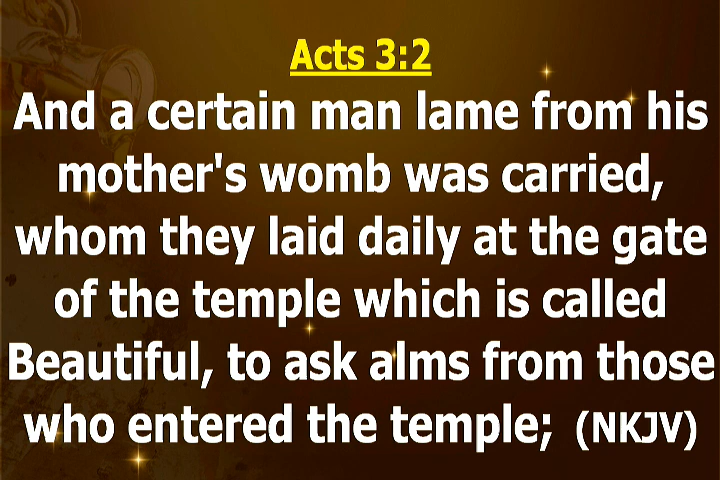 Acts 3:2
And a certain man lame from his
mother's womb was carried,
whom they laid daily at the gate
of the temple which is called
Beautiful, to ask alms from those
who entered the temple; (NKJV)